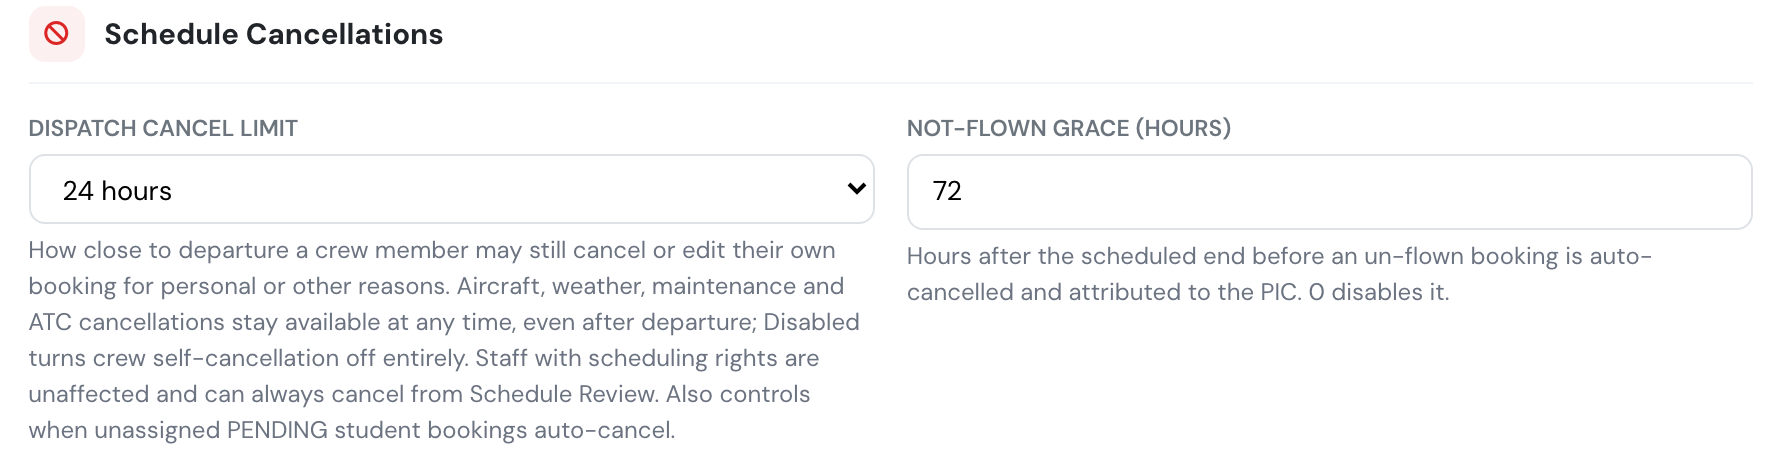 Schedule Cancellations
DISPATCH CANCEL LIMIT
24 hours
How close to departure a crew member may still cancel or edit their own
booking for personal or other reasons. Aircraft, weather, maintenance and
ATC cancellations stay available at any time, even after departure; Disabled
turns crew self-cancellation off entirely. Staff with scheduling rights are
unaffected and can always cancel from Schedule Review. Also controls
when unassigned PENDING student bookings auto-cancel.
NOT-FLOWN GRACE (HOURS)
72
Hours after the scheduled end before an un-flown booking is auto-
cancelled and attributed to the PIC. 0 disables it.